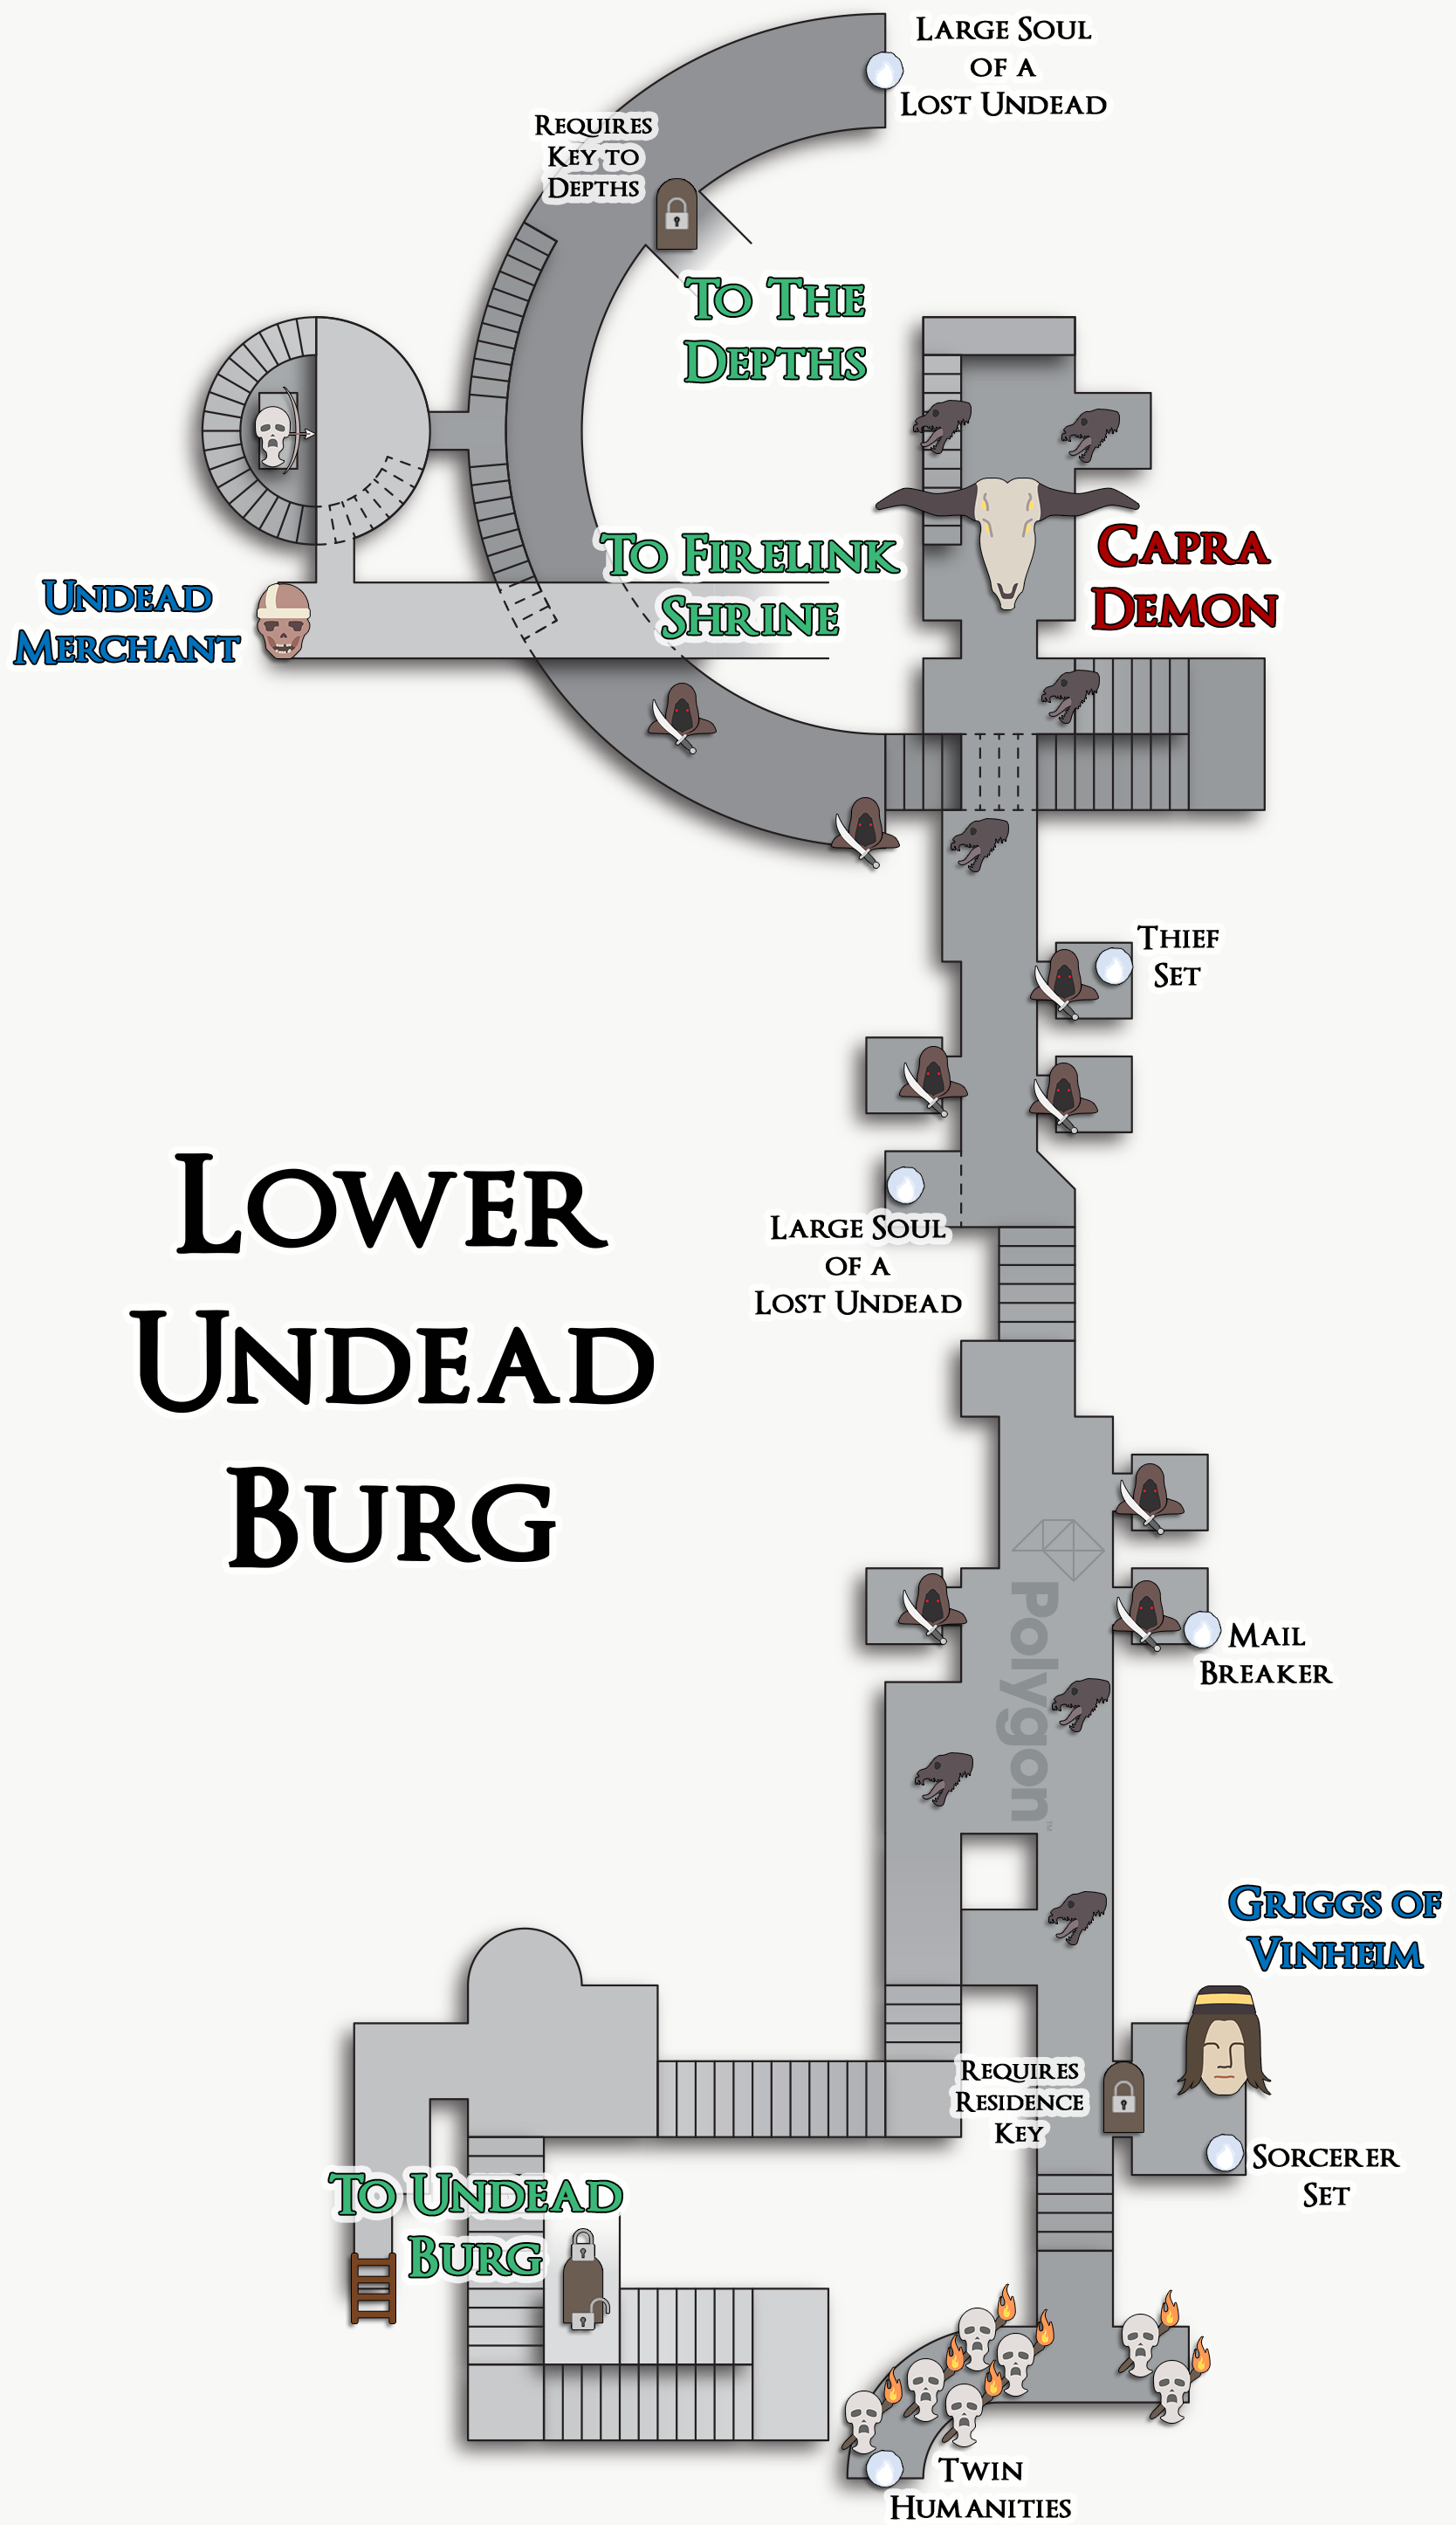 Large Soul
of a
Lost Undead
Requires
Key to
Depths
To The
Depths
To Firelink
Shrine
Capra
Demon
Undead
Merchant
Thief
Set
Lower
Undead
Burg
Large Soul
of a
Lost Undead
Polygon™
Mail
Breaker
Griggs of
Vinheim
Requires
Residence
Key
Sorcerer
Set
To Undead
Burg
Twin
Humanities